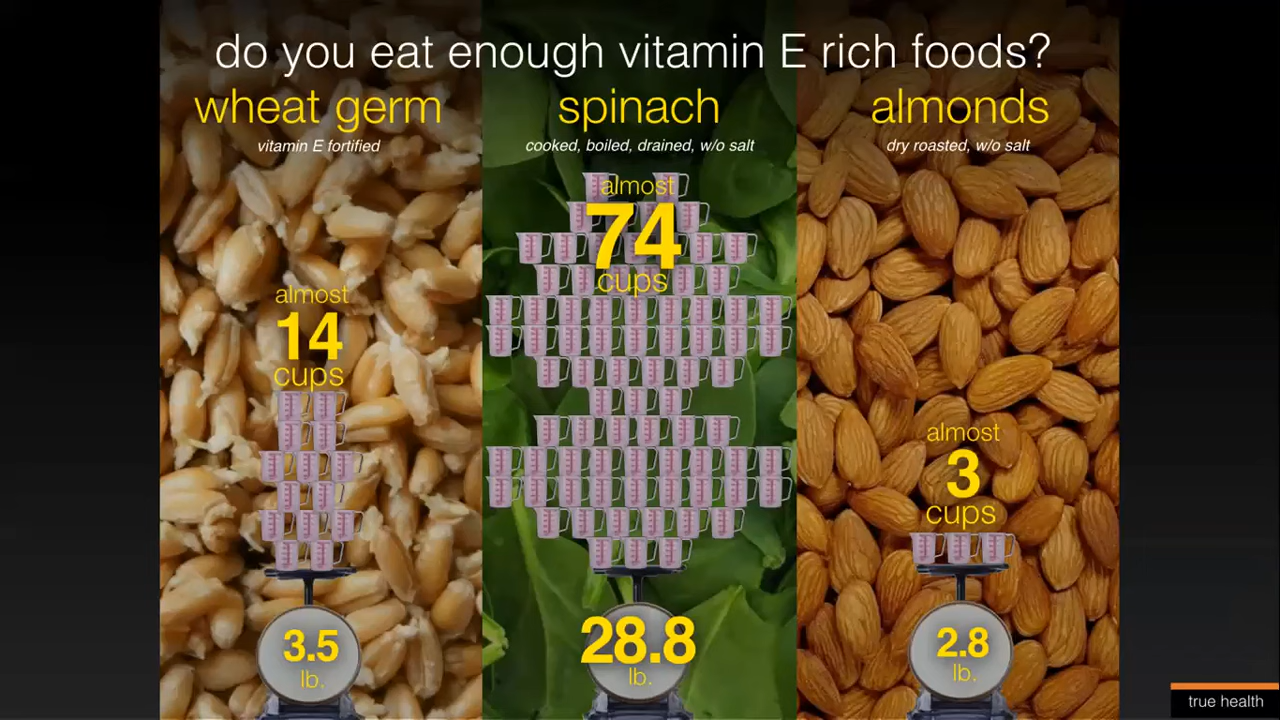 do you eat enough vitamin E rich foods?
wheat germ
vitamin E fortified
almost
14
cups
3.5
lb.
spinach
cooked, boiled, drained, w/o salt
almost
74
cups
28.8
lb.
almonds
dry roasted, w/o salt
almost
3
cups
2.8
lb.
true health